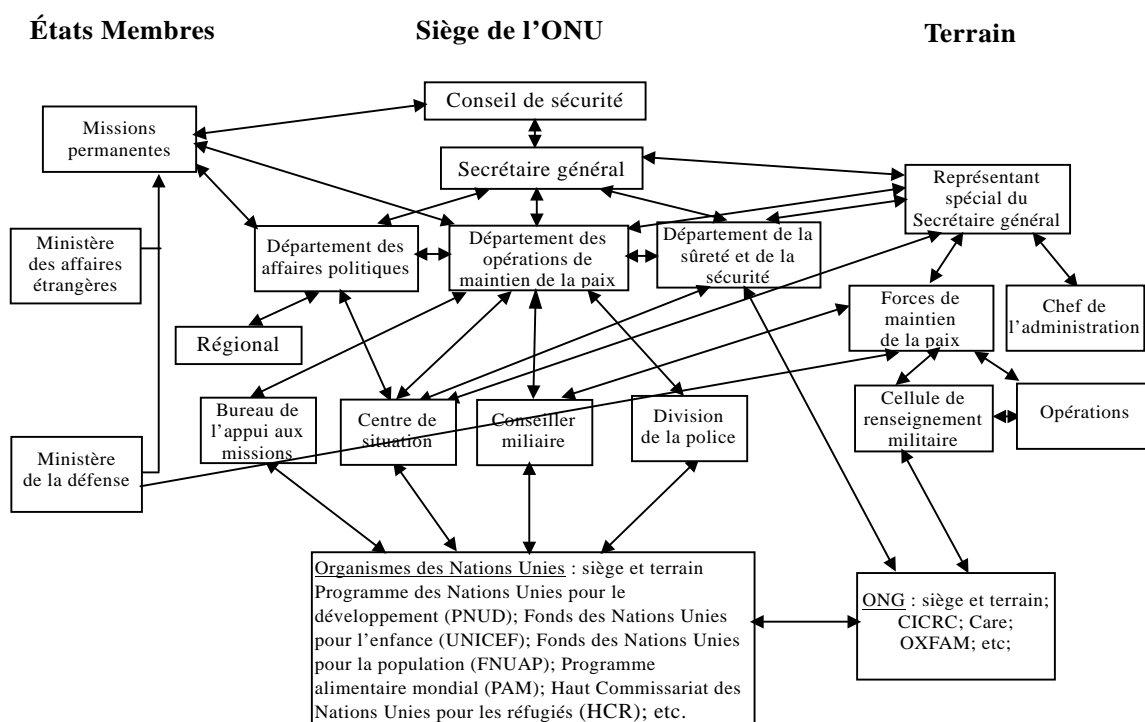 États Membres
Siège de l’ONU
Terrain
Conseil de sécurité
Missions
permanentes
Secrétaire général
Représentant
spécial du
Secrétaire général
Ministère
des affaires
étrangères
Département des
affaires politiques
Département des
opérations de
maintien de la paix
Département de la
sûreté et de la
sécurité
Forces de
maintien
de la paix
Chef de
l’administration
Régional
Bureau de
l’appui aux
missions
Centre de
situation
Conseiller
miliaire
Division
de la police
Cellule de
renseignement
militaire
Opérations
Ministère
de la défense
Organismes des Nations Unies : siège et terrain
Programme des Nations Unies pour le
développement (PNUD); Fonds des Nations Unies
pour l’enfance (UNICEF); Fonds des Nations Unies
pour la population (FNUAP); Programme
alimentaire mondial (PAM); Haut Commissariat des
Nations Unies pour les réfugiés (HCR); etc.
ONG : siège et terrain;
CICRC; Care;
OXFAM; etc;